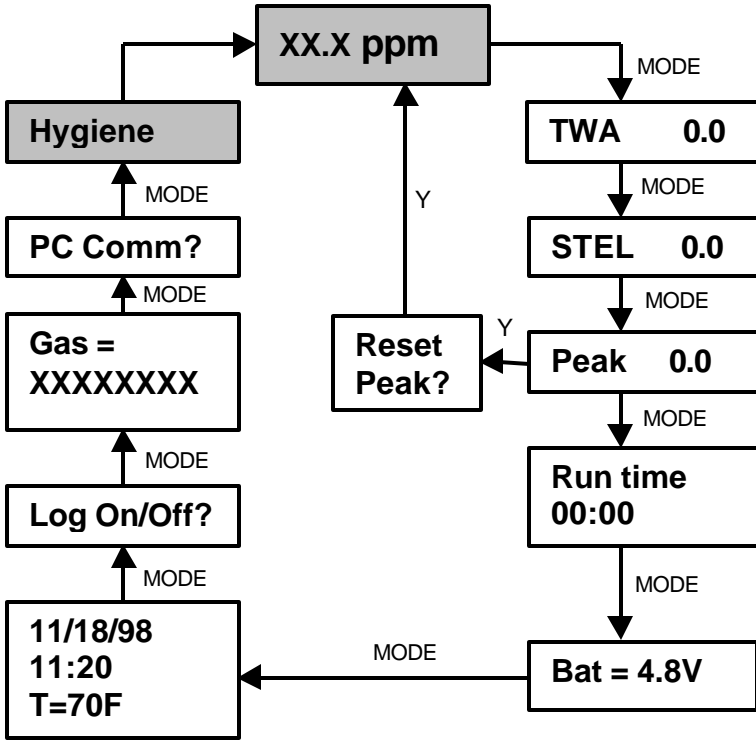 XX.X ppm
MODE
Hygiene
TWA 0.0
MODE
MODE
Y
PC Comm?
STEL 0.0
MODE
MODE
Gas =
XXXXXXXX
Reset
Peak?
Y
Peak 0.0
MODE
MODE
Run time
00:00
Log On/Off?
MODE
MODE
11/18/98
11:20
T=70F
MODE
Bat = 4.8V